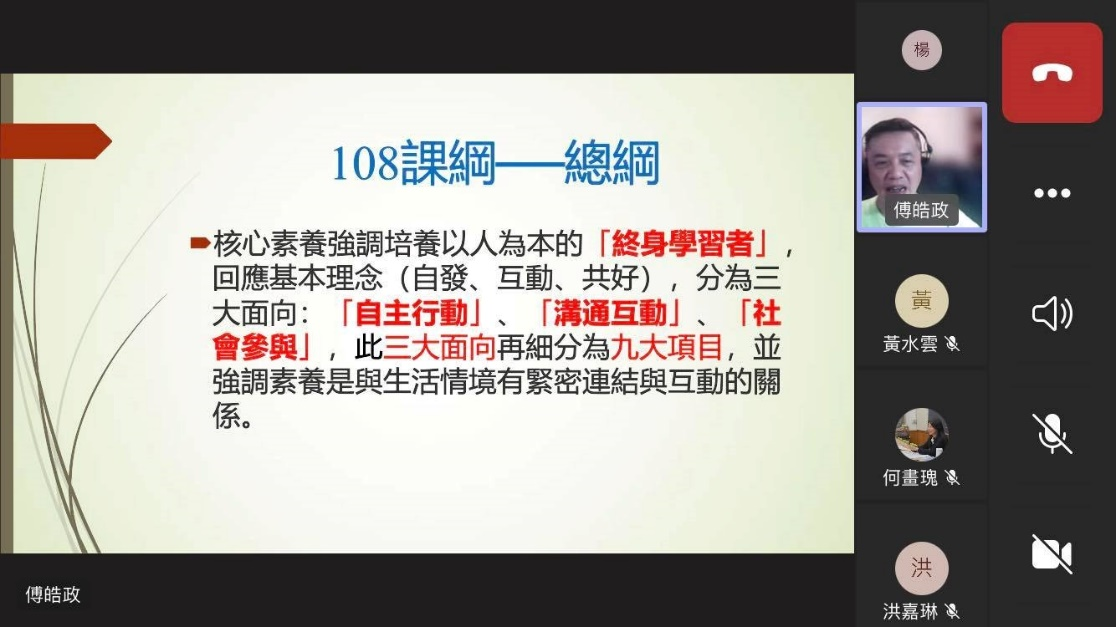 108課綱──總綱
核心素養強調培養以人為本的「終身學習者」，
回應基本理念（自發、互動、共好），分為三
大面向：「自主行動」、「溝通互動」、「社
會參與」，此三大面向再細分為九大項目，並
強調素養是與生活情境有緊密連結與互動的關
係。
傅皓政
楊
傅皓政
黃
黃水雲
何畫瑰
洪
洪嘉琳